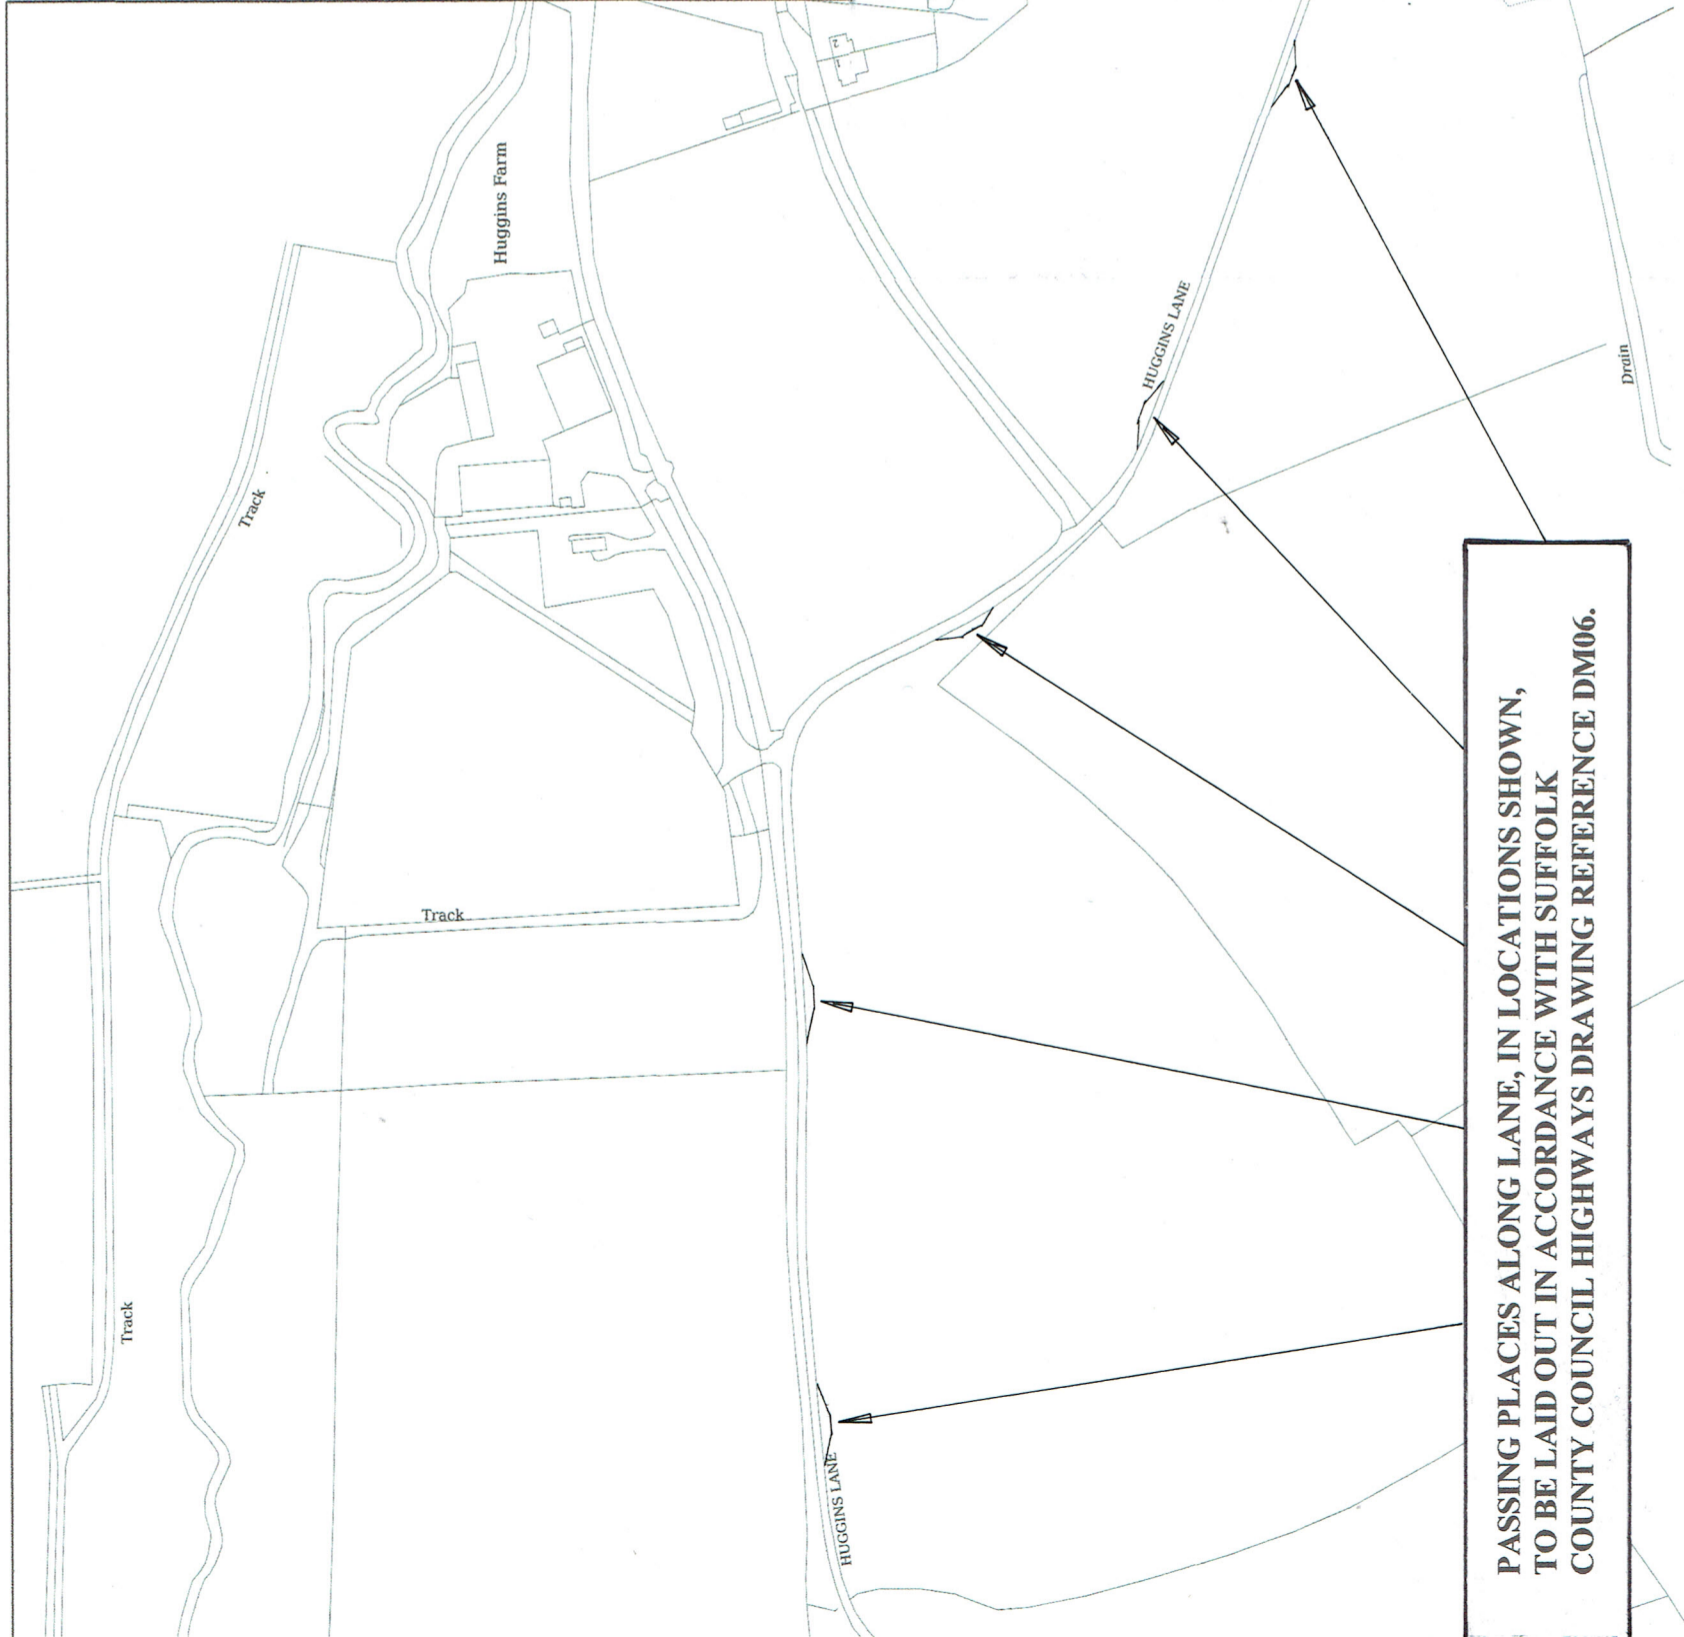 Huggins Farm
HUGGINS LANE
Drain
Track
Track
Track
HUGGINS LANE
PASSING PLACES ALONG LANE, IN LOCATIONS SHOWN,
TO BE LAID OUT IN ACCORDANCE WITH SUFFOLK
COUNTY COUNCIL HIGHWAYS DRAWING REFERENCE DM06.